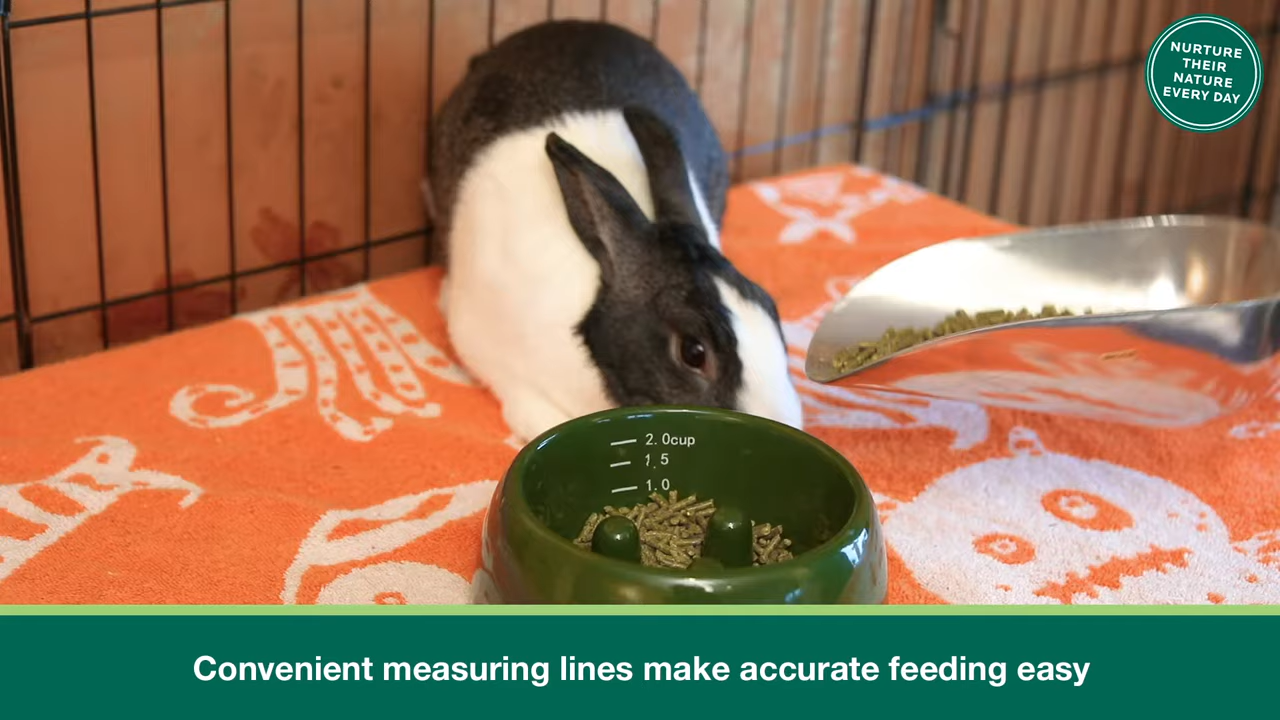 NURTURE
THEIR
NATURE
EVERY DAY
2.0cup
1.5
1.0
Convenient measuring lines make accurate feeding easy